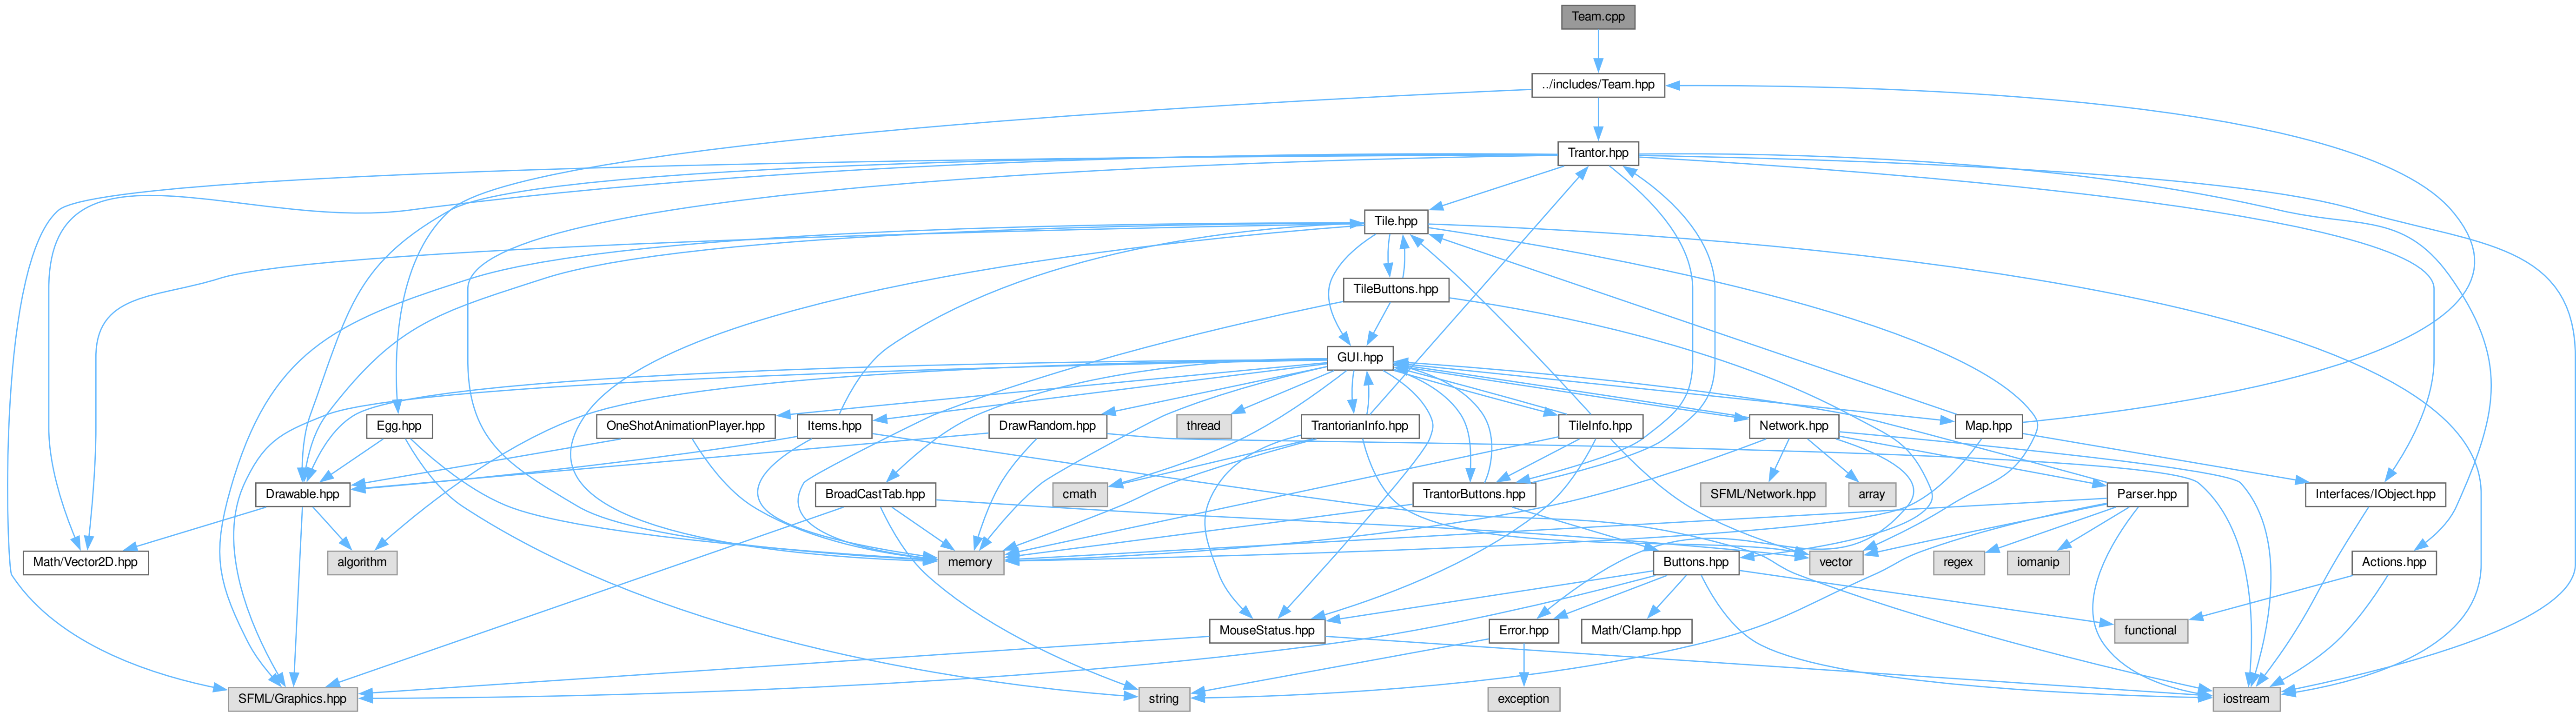 Team.cpp
../includes/Team.hpp
Trantor.hpp
Tile.hpp
TileButtons.hpp
GUI.hpp
Egg.hpp
OneShotAnimationPlayer.hpp
Items.hpp
DrawRandom.hpp
thread
TrantorianInfo.hpp
TileInfo.hpp
Network.hpp
Map.hpp
Drawable.hpp
BroadCastTab.hpp
cmath
TrantorButtons.hpp
SFML/Network.hpp
array
Parser.hpp
Interfaces/IObject.hpp
Math/Vector2D.hpp
algorithm
memory
Buttons.hpp
vector
regex
iomanip
Actions.hpp
MouseStatus.hpp
Error.hpp
Math/Clamp.hpp
functional
SFML/Graphics.hpp
string
exception
iostream